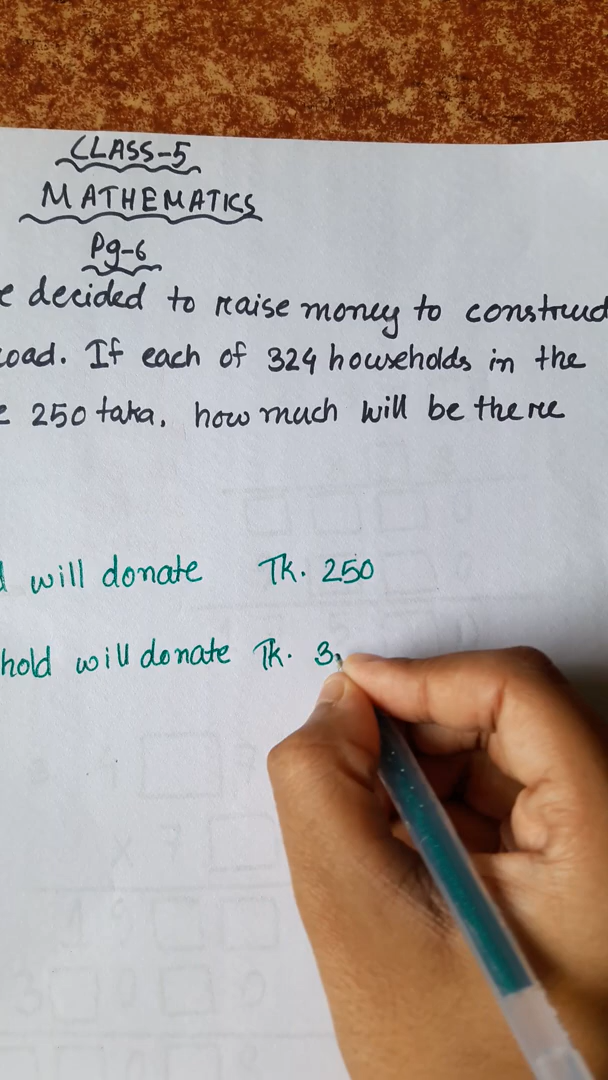 CLASS-5
MATHEMATICS
Pg-6
e decided to raise money to construct
oad. If each of 324 households in the
e 250 taka, how much will be there
d will donate Tk. 250
hold will donate Tk. 3